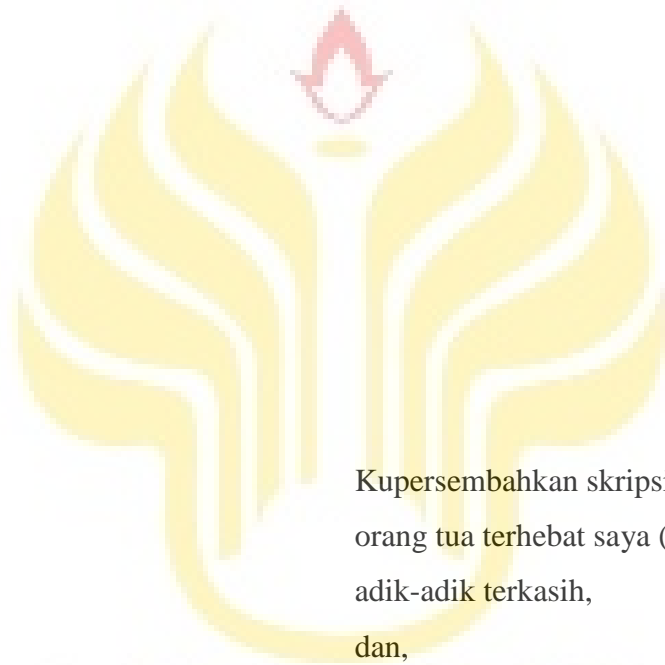 Kupersembahkan skripsi
orang tua terhebat saya (
adik-adik terkasih,
dan,